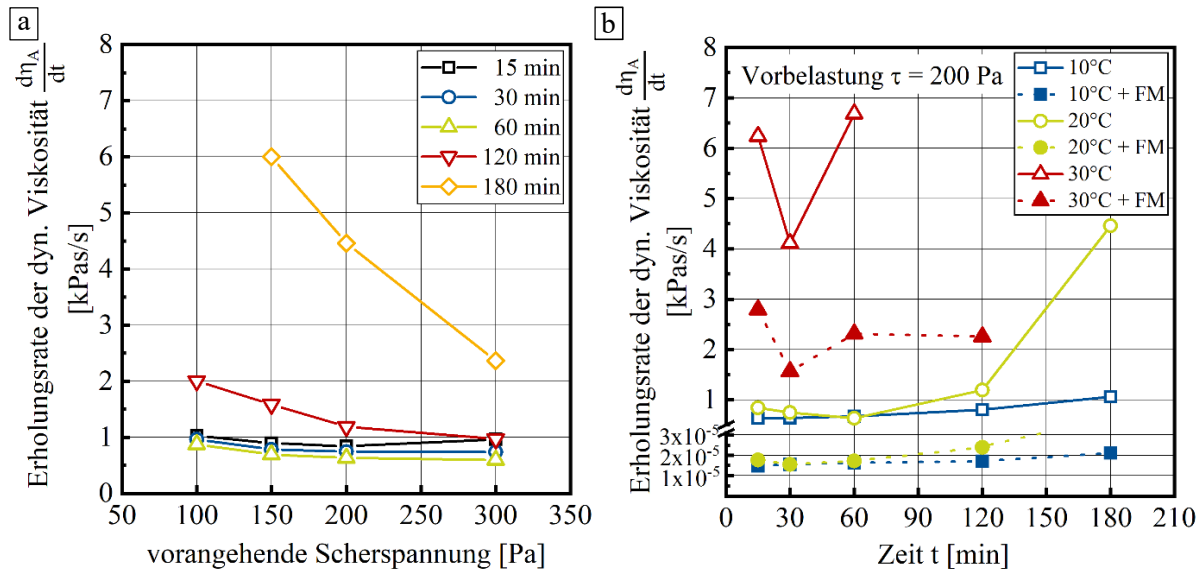 a
Erholungsrate der dyn. Viskosität dη_A/dt
[kPas/s]
8
7
6
5
4
3
2
1
0
15 min
30 min
60 min
120 min
180 min
50 100 150 200 250 300 350
vorangehende Scherspannung [Pa]
b
Erholungsrate der dyn. Viskosität dη_A/dt
[kPas/s]
8
7
6
5
4
3
2
1
3x10⁻⁵
2x10⁻⁵
1x10⁻⁵
Vorbelastung τ = 200 Pa
10°C
10°C + FM
20°C
20°C + FM
30°C
30°C + FM
0 30 60 90 120 150 180 210
Zeit t [min]